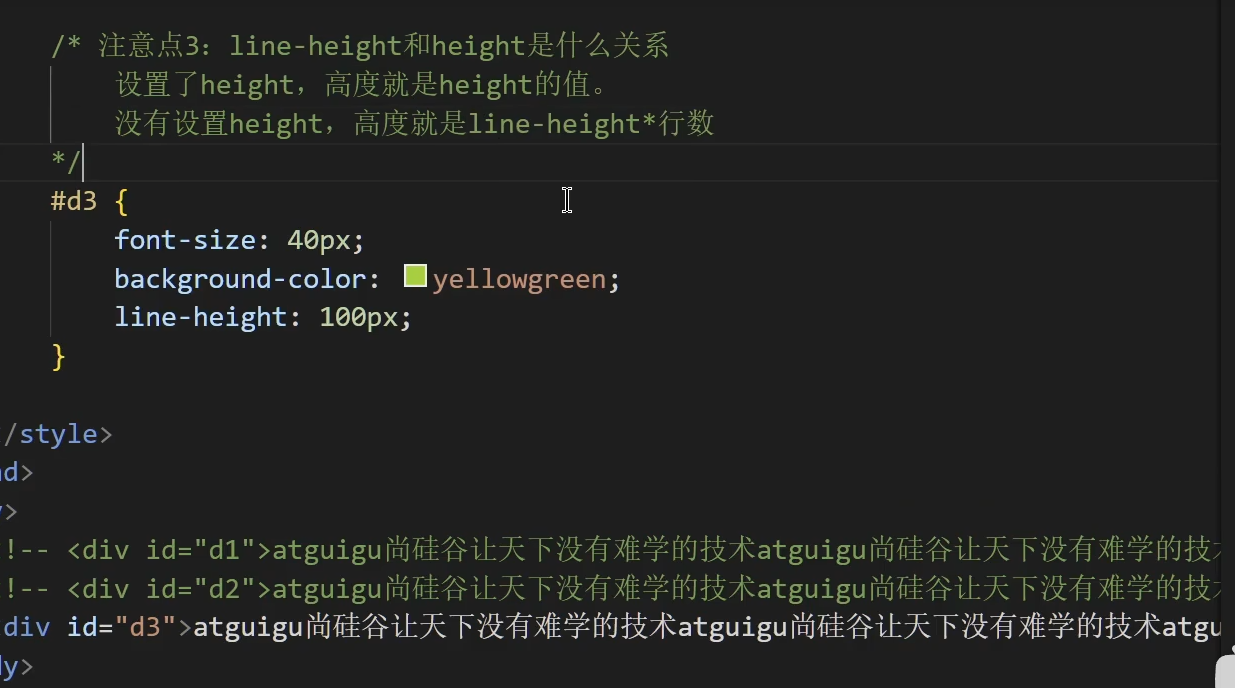 /* 注意点3：line-height和height是什么关系
设置了height，高度就是height的值。
没有设置height，高度就是line-height*行数
*/
#d3 {
font-size: 40px;
background-color: yellowgreen;
line-height: 100px;
}
/style>
d>
>
!-- <div id="d1">atguigu尚硅谷让天下没有难学的技术atguigu尚硅谷让天下没有难学的技
!-- <div id="d2">atguigu尚硅谷让天下没有难学的技术atguigu尚硅谷让天下没有难学的技
div id="d3">atguigu尚硅谷让天下没有难学的技术atguigu尚硅谷让天下没有难学的技术atgu
dy>